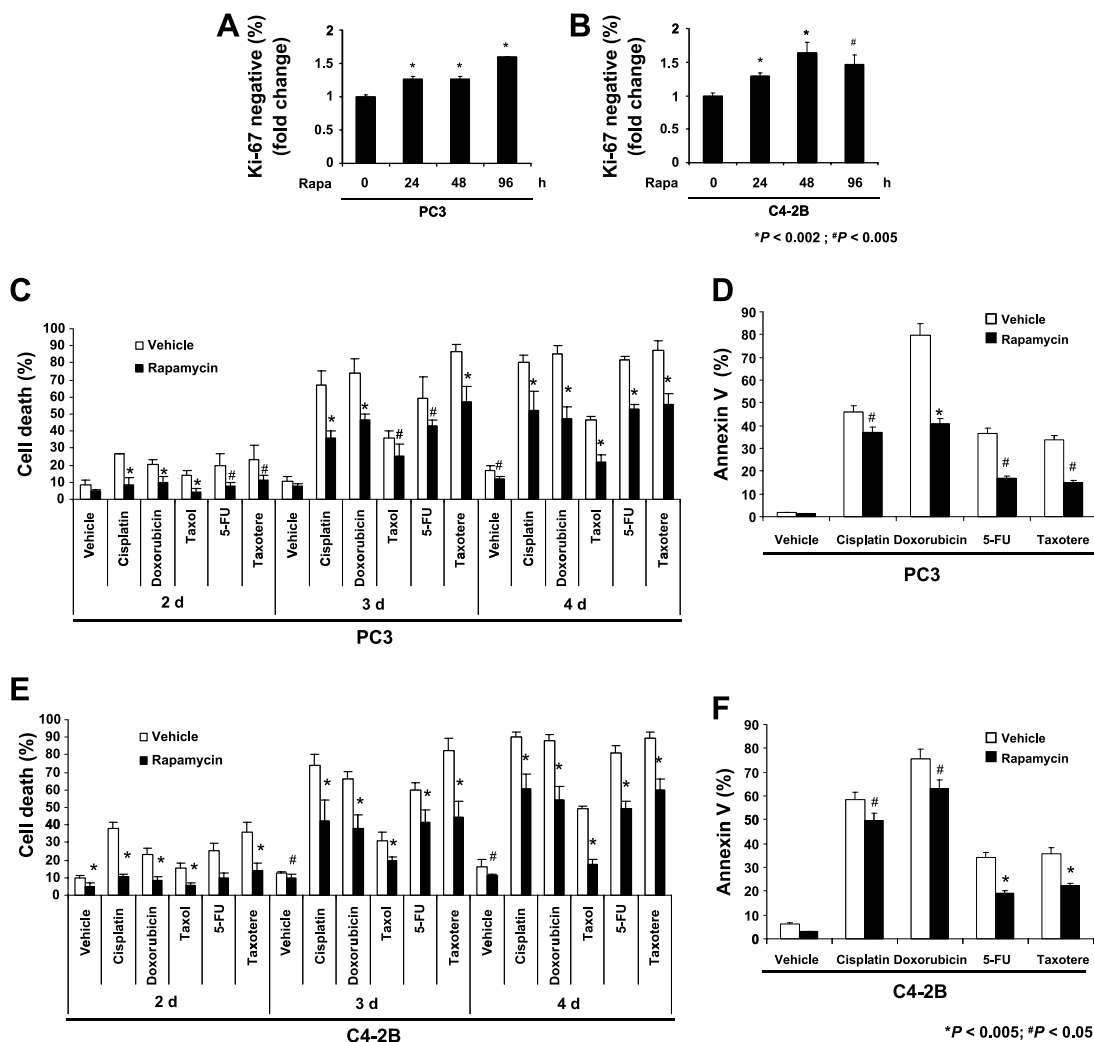 A
Ki-67 negative (%)
(fold change)
2
1.5
1
0.5
0
*
*
*
Rapa 0 24 48 96 h
PC3
B
Ki-67 negative (%)
(fold change)
2
1.5
1
0.5
0
*
*
#
Rapa 0 24 48 96 h
C4-2B
*P < 0.002 ; #P < 0.005
C
Cell death (%)
100
90
80
70
60
50
40
30
20
10
0
Vehicle
Rapamycin
* * * # # * * # # * # * * * * *
Vehicle Cisplatin Doxorubicin Taxol 5-FU Taxotere Vehicle Cisplatin Doxorubicin Taxol 5-FU Taxotere Vehicle Cisplatin Doxorubicin Taxol 5-FU Taxotere
2 d 3 d 4 d
PC3
D
Annexin V (%)
90
80
70
60
50
40
30
20
10
0
Vehicle
Rapamycin
# * # #
Vehicle Cisplatin Doxorubicin 5-FU Taxotere
PC3
E
Cell death (%)
100
90
80
70
60
50
40
30
20
10
0
Vehicle
Rapamycin
* * * * * # * * * * * # * * * * *
Vehicle Cisplatin Doxorubicin Taxol 5-FU Taxotere Vehicle Cisplatin Doxorubicin Taxol 5-FU Taxotere Vehicle Cisplatin Doxorubicin Taxol 5-FU Taxotere
2 d 3 d 4 d
C4-2B
F
Annexin V (%)
90
80
70
60
50
40
30
20
10
0
Vehicle
Rapamycin
# # * *
Vehicle Cisplatin Doxorubicin 5-FU Taxotere
C4-2B
*P < 0.005; #P < 0.05